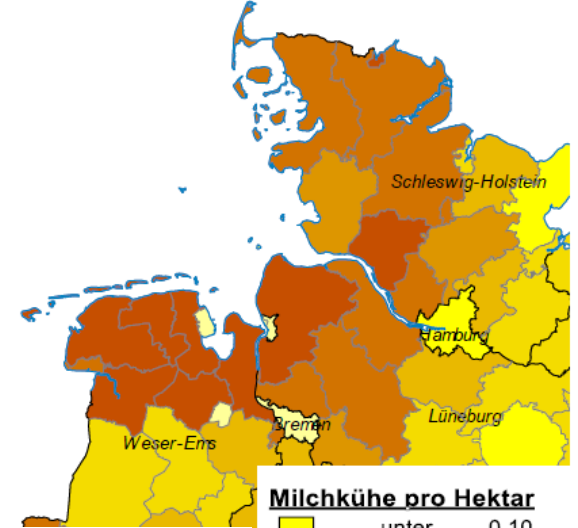 Schleswig-Holstein
Hamburg
Lüneburg
Bremen
Weser-Ems
Milchkühe pro Hektar
unter 0,10